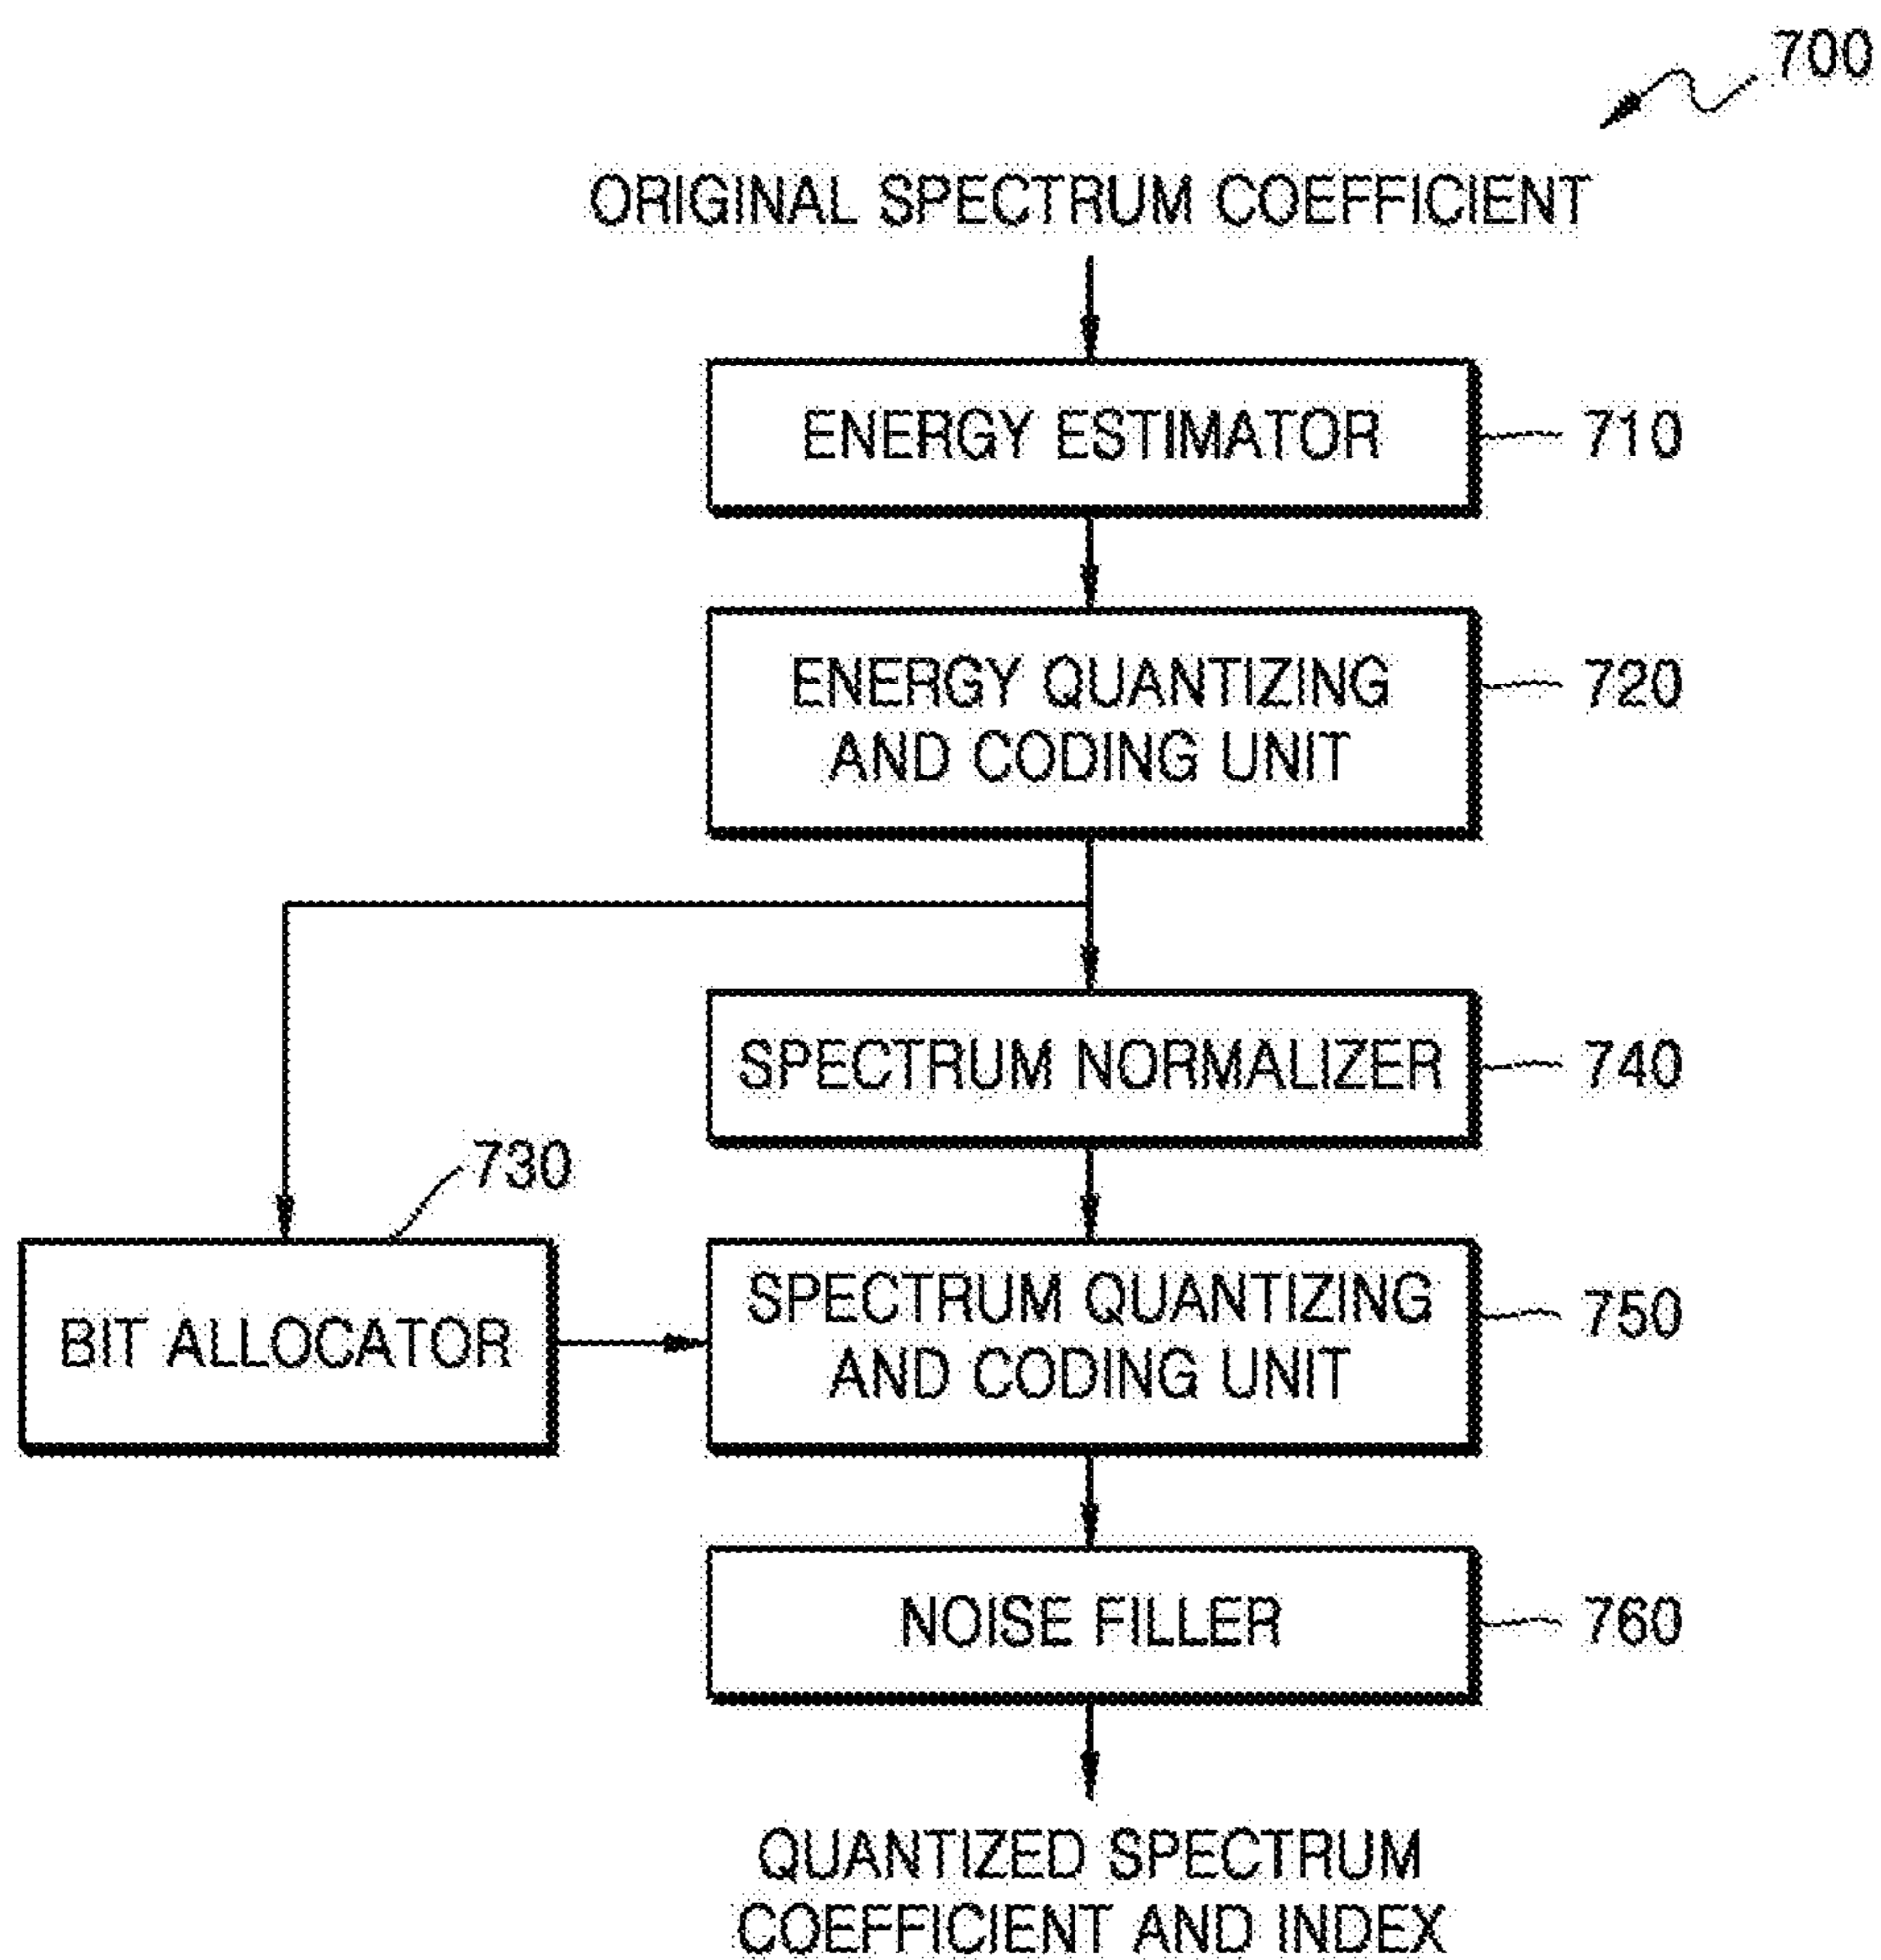 700
ORIGINAL SPECTRUM COEFFICIENT
ENERGY ESTIMATOR
710
ENERGY QUANTIZING
AND CODING UNIT
720
SPECTRUM NORMALIZER
740
730
BIT ALLOCATOR
SPECTRUM QUANTIZING
AND CODING UNIT
750
NOISE FILLER
760
QUANTIZED SPECTRUM
COEFFICIENT AND INDEX